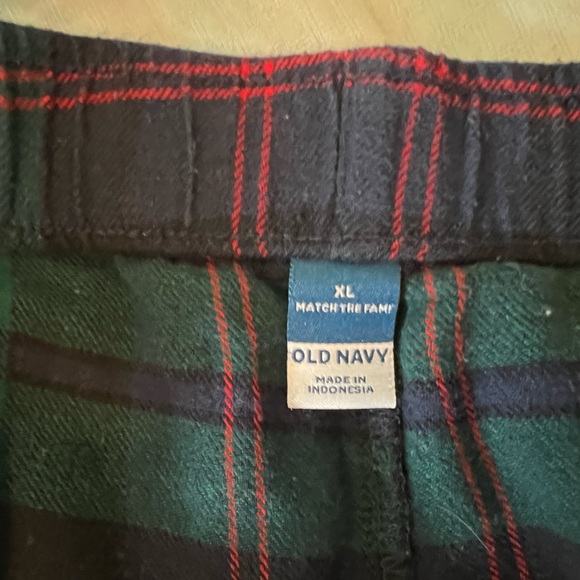 XL
MATCH THE FAM!
OLD NAVY
MADE IN
INDONESIA